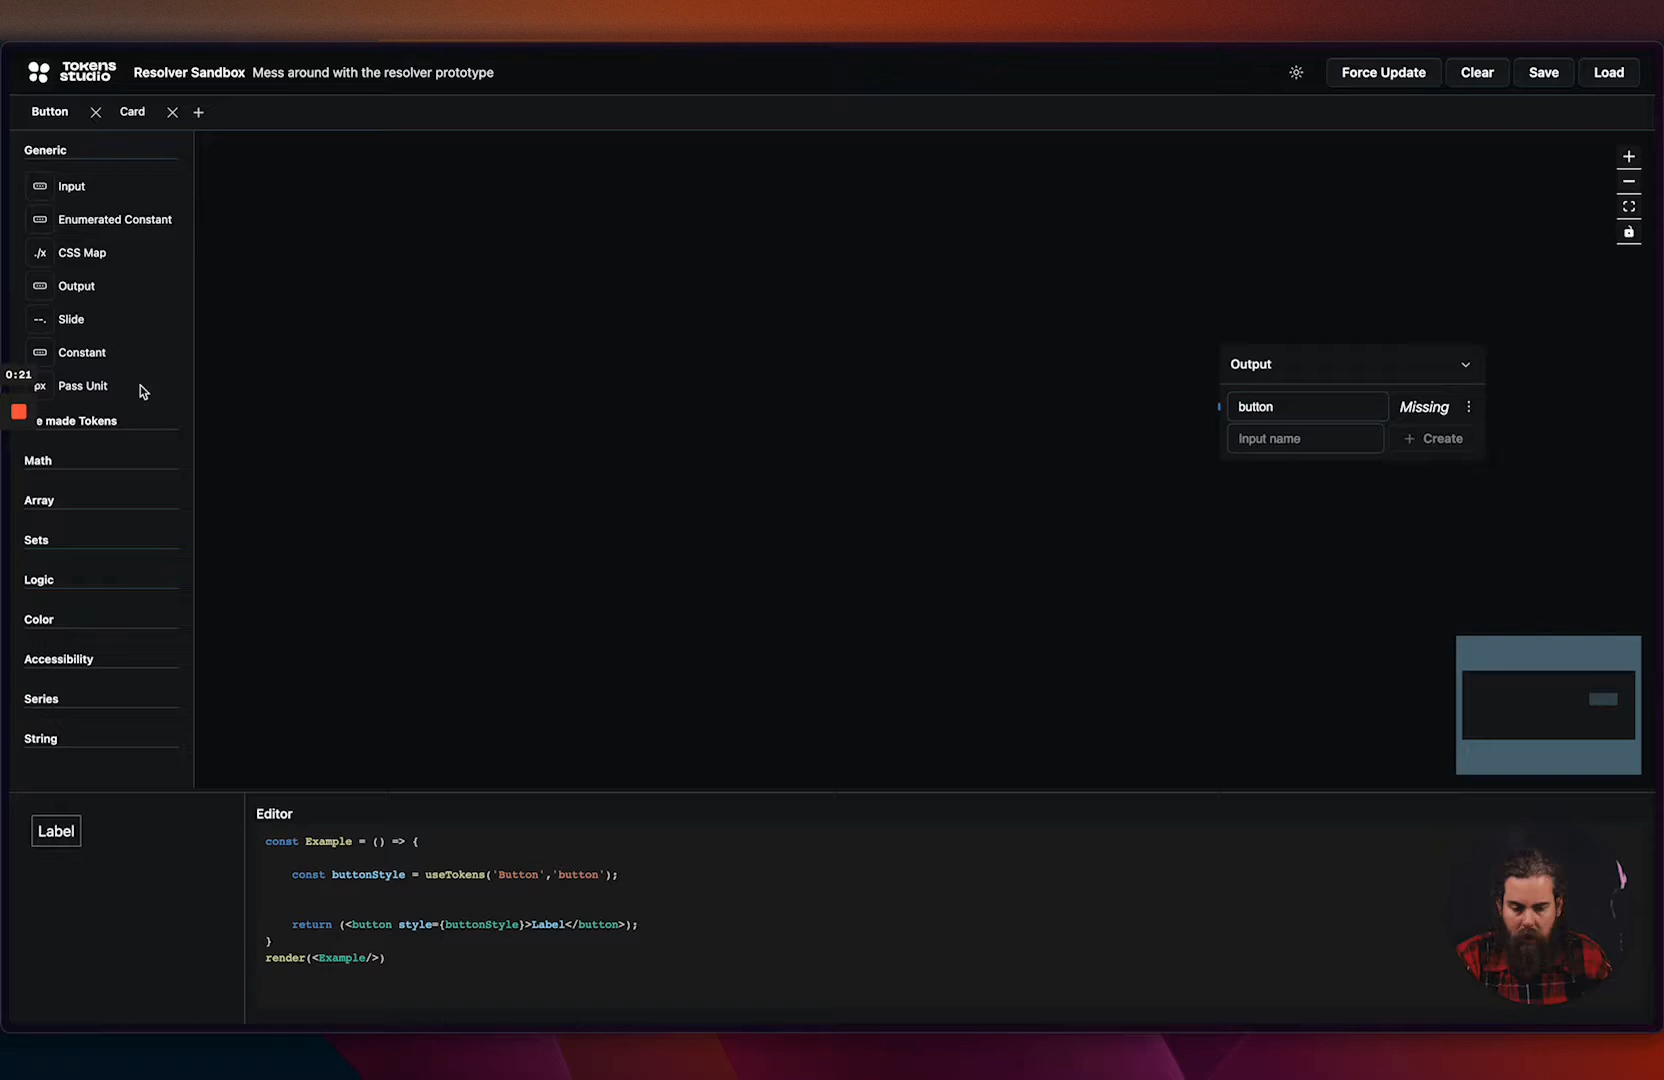 Tokens studio Resolver Sandbox Mess around with the resolver prototype Force Update Clear Save Load
Button Card
Generic
Input
Enumerated Constant
./x CSS Map
Output
--. Slide
Constant
0:21
px Pass Unit
e made Tokens
Math
Array
Sets
Logic
Color
Accessibility
Series
String
Output
button Missing
Input name + Create
Label
Editor
const Example = () => {
const buttonStyle = useTokens('Button','button');
return (<button style={buttonStyle}>Label</button>);
}
render(<Example/>)